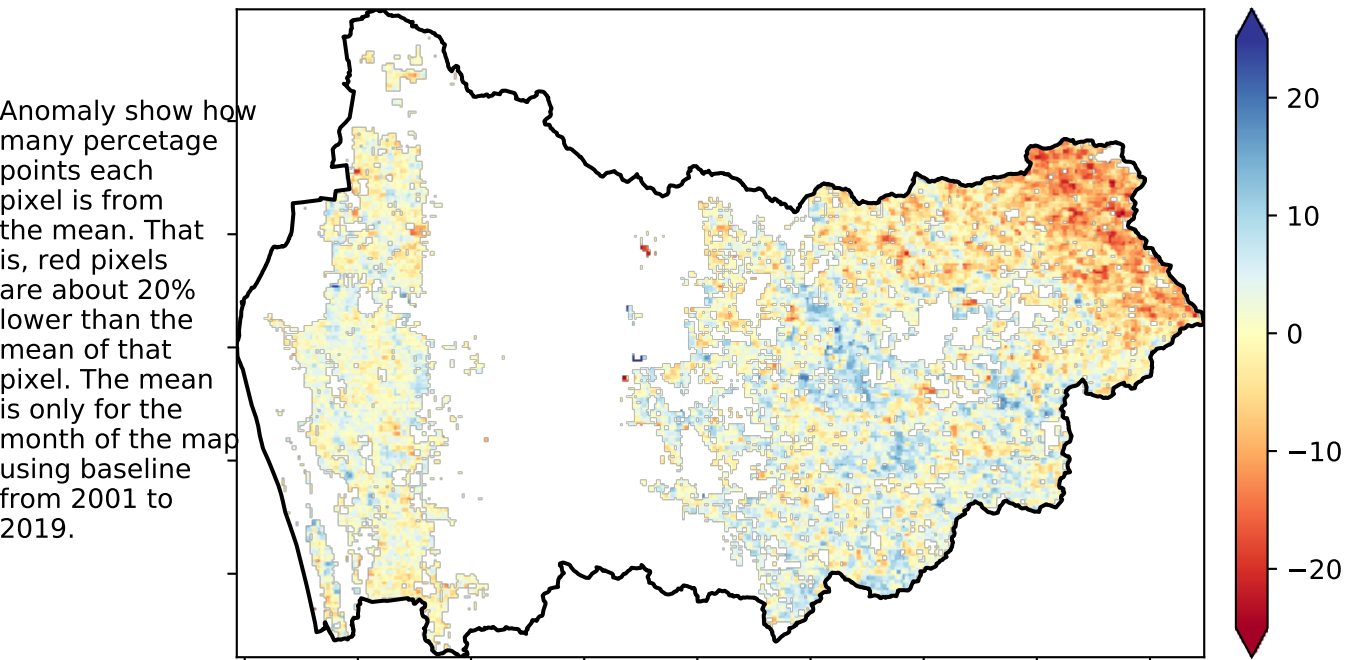 Anomaly show how
many percetage
points each
pixel is from
the mean. That
is, red pixels
are about 20%
lower than the
mean of that
pixel. The mean
is only for the
month of the map
using baseline
from 2001 to
2019.
20
10
0
−10
−20